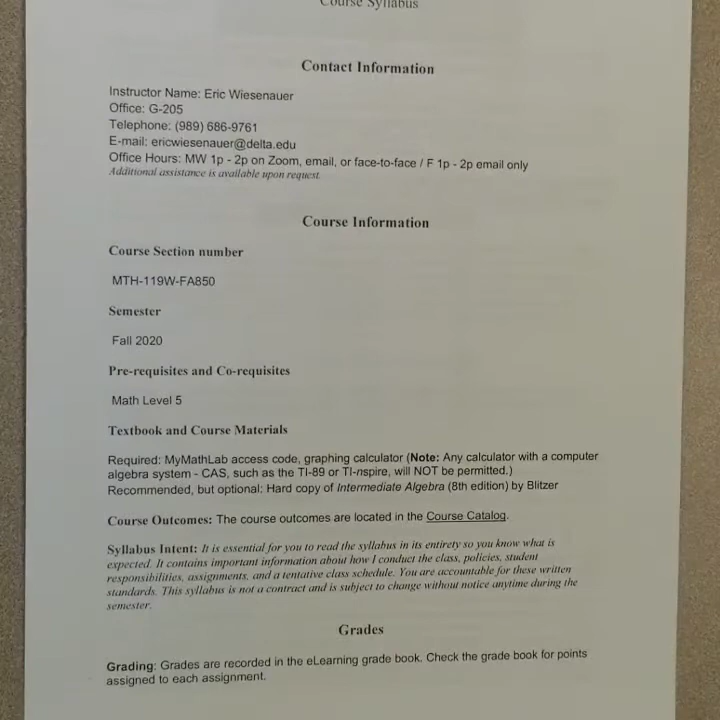 Course Syllabus
Contact Information
Instructor Name: Eric Wiesenauer
Office: G-205
Telephone: (989) 686-9761
E-mail: ericwiesenauer@delta.edu
Office Hours: MW 1p - 2p on Zoom, email, or face-to-face / F 1p - 2p email only
Additional assistance is available upon request.
Course Information
Course Section number
MTH-119W-FA850
Semester
Fall 2020
Pre-requisites and Co-requisites
Math Level 5
Textbook and Course Materials
Required: MyMathLab access code, graphing calculator (Note: Any calculator with a computer
algebra system - CAS, such as the TI-89 or TI-nspire, will NOT be permitted.)
Recommended, but optional: Hard copy of Intermediate Algebra (8th edition) by Blitzer
Course Outcomes: The course outcomes are located in the Course Catalog.
Syllabus Intent: It is essential for you to read the syllabus in its entirety so you know what is
expected. It contains important information about how I conduct the class, policies, student
responsibilities, assignments, and a tentative class schedule. You are accountable for these written
standards. This syllabus is not a contract and is subject to change without notice anytime during the
semester.
Grades
Grading: Grades are recorded in the eLearning grade book. Check the grade book for points
assigned to each assignment.